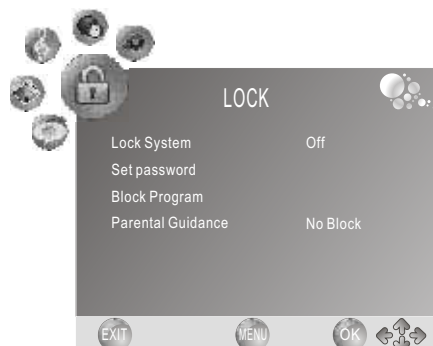 LOCK
Lock System Off
Set password
Block Program
Parental Guidance No Block
EXIT MENU OK